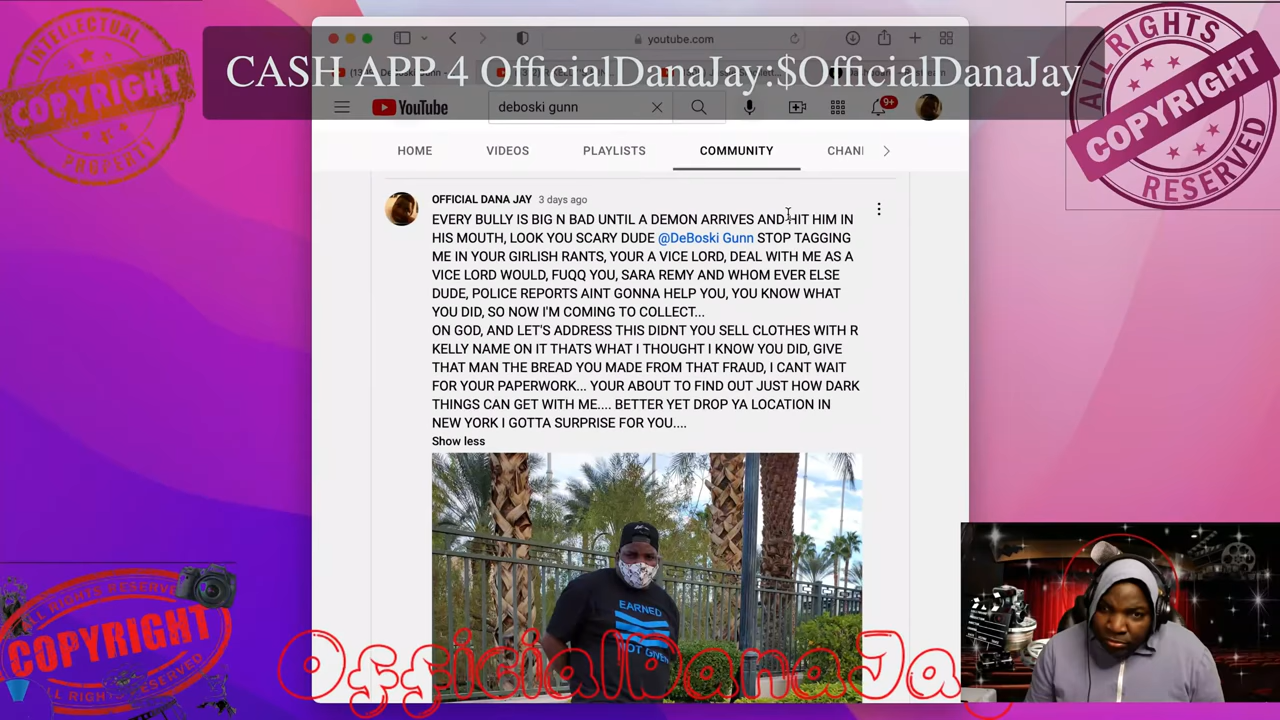 INTELLECTUAL
COPYRIGHT
PROPERTY
ALL RIGHTS
COPYRIGHT
RESERVED
youtube.com
CASH APP 4 OfficialDanaJay:$OfficialDanaJay
YouTube
deboski gunn
9+
HOME
VIDEOS
PLAYLISTS
COMMUNITY
CHANI
OFFICIAL DANA JAY 3 days ago
EVERY BULLY IS BIG N BAD UNTIL A DEMON ARRIVES AND HIT HIM IN
HIS MOUTH, LOOK YOU SCARY DUDE @DeBoski Gunn STOP TAGGING
ME IN YOUR GIRLISH RANTS, YOUR A VICE LORD, DEAL WITH ME AS A
VICE LORD WOULD, FUQQ YOU, SARA REMY AND WHOM EVER ELSE
DUDE, POLICE REPORTS AINT GONNA HELP YOU, YOU KNOW WHAT
YOU DID, SO NOW I'M COMING TO COLLECT...
ON GOD, AND LET'S ADDRESS THIS DIDNT YOU SELL CLOTHES WITH R
KELLY NAME ON IT THATS WHAT I THOUGHT I KNOW YOU DID, GIVE
THAT MAN THE BREAD YOU MADE FROM THAT FRAUD, I CANT WAIT
FOR YOUR PAPERWORK... YOUR ABOUT TO FIND OUT JUST HOW DARK
THINGS CAN GET WITH ME.... BETTER YET DROP YA LOCATION IN
NEW YORK I GOTTA SURPRISE FOR YOU....
Show less
EARNED
NOT GIVEN
COPYRIGHT
OfficialDanaJa